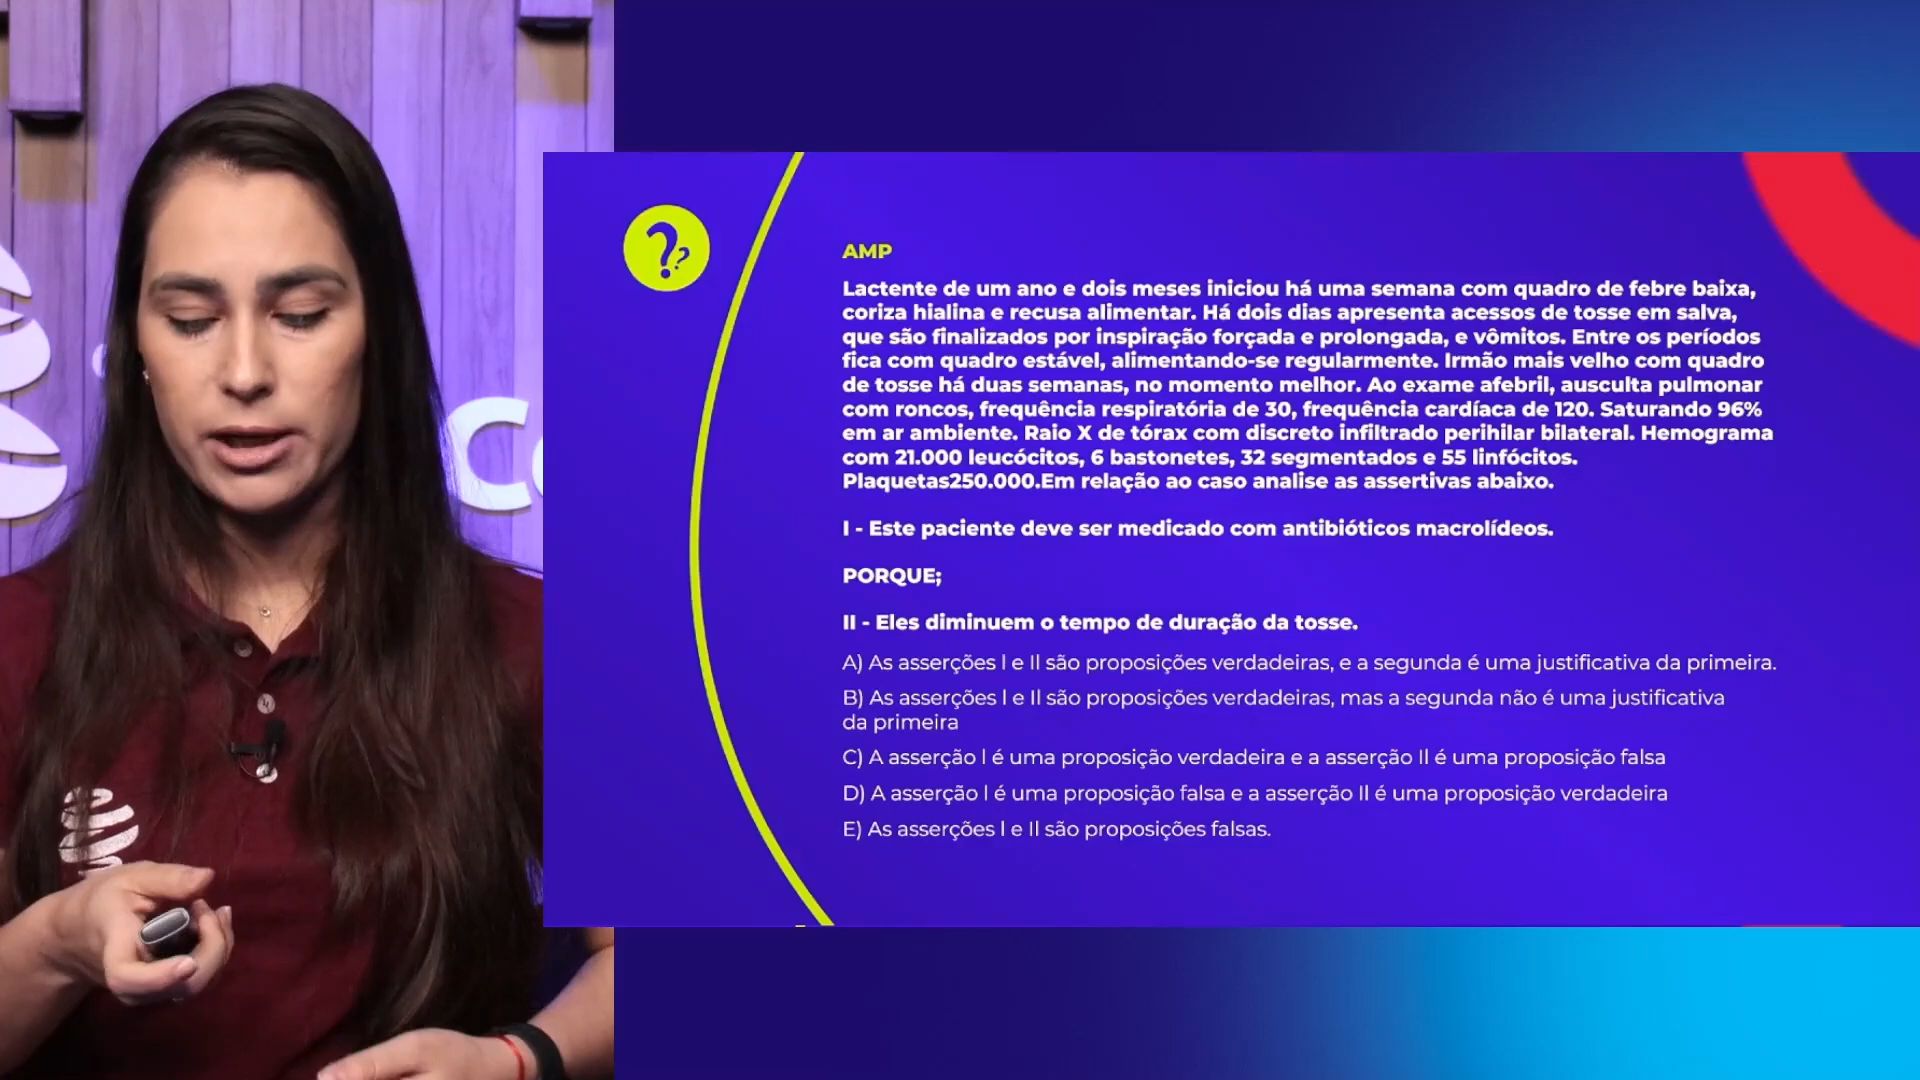 AMP
Lactente de um ano e dois meses iniciou há uma semana com quadro de febre baixa,
coriza hialina e recusa alimentar. Há dois dias apresenta acessos de tosse em salva,
que são finalizados por inspiração forçada e prolongada, e vômitos. Entre os períodos
fica com quadro estável, alimentando-se regularmente. Irmão mais velho com quadro
de tosse há duas semanas, no momento melhor. Ao exame afebril, ausculta pulmonar
com roncos, frequência respiratória de 30, frequência cardíaca de 120. Saturando 96%
em ar ambiente. Raio X de tórax com discreto infiltrado perihilar bilateral. Hemograma
com 21.000 leucócitos, 6 bastonetes, 32 segmentados e 55 linfócitos.
Plaquetas250.000.Em relação ao caso analise as assertivas abaixo.
I - Este paciente deve ser medicado com antibióticos macrolídeos.
PORQUE;
II - Eles diminuem o tempo de duração da tosse.
A) As asserções I e II são proposições verdadeiras, e a segunda é uma justificativa da primeira.
B) As asserções I e II são proposições verdadeiras, mas a segunda não é uma justificativa
da primeira
C) A asserção I é uma proposição verdadeira e a asserção II é uma proposição falsa
D) A asserção I é uma proposição falsa e a asserção II é uma proposição verdadeira
E) As asserções I e II são proposições falsas.